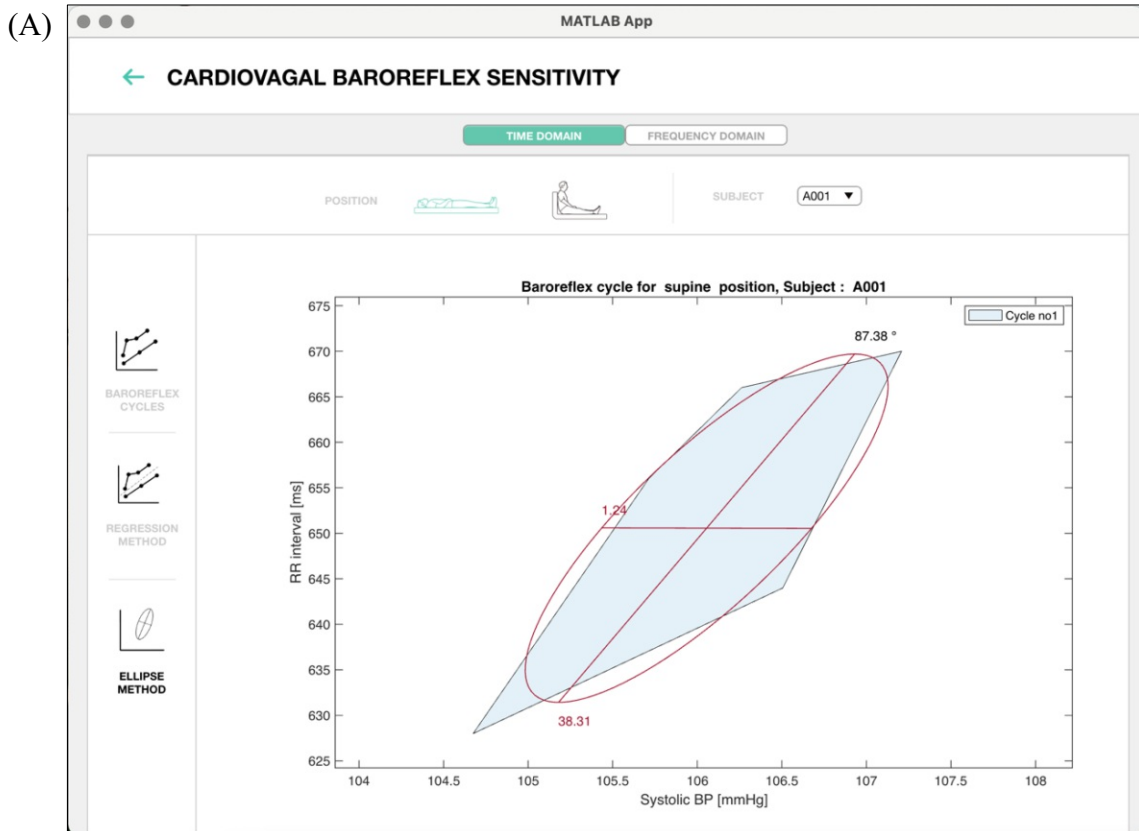 (A)
MATLAB App
← CARDIOVAGAL BAROREFLEX SENSITIVITY
TIME DOMAIN FREQUENCY DOMAIN
POSITION SUBJECT A001 ▼
BAROREFLEX
CYCLES
REGRESSION
METHOD
ELLIPSE
METHOD
Baroreflex cycle for supine position, Subject : A001
Cycle no1
87.38 °
1.24
38.31
RR interval [ms]
675
670
665
660
655
650
645
640
635
630
625
104 104.5 105 105.5 106 106.5 107 107.5 108
Systolic BP [mmHg]